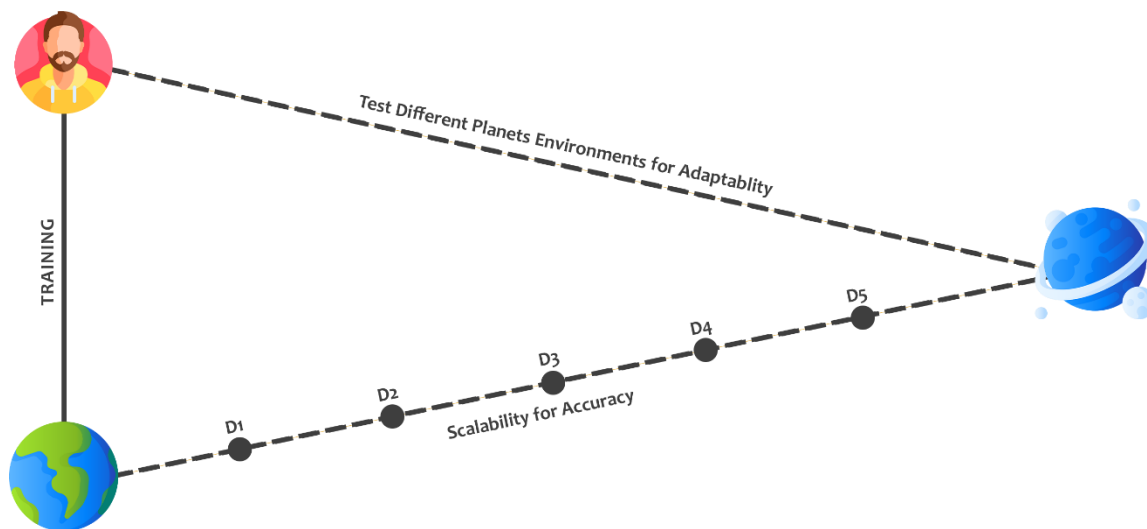 Test Different Planets Environments for Adaptablity
TRAINING
D5
D4
D3
D2
D1
Scalability for Accuracy